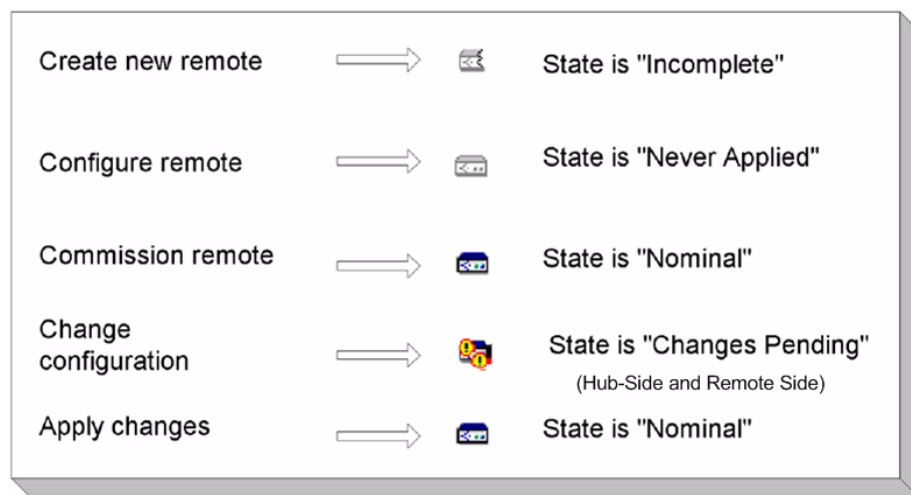 Create new remote
State is "Incomplete"
Configure remote
State is "Never Applied"
Commission remote
State is "Nominal"
Change
configuration
State is "Changes Pending"
(Hub-Side and Remote Side)
Apply changes
State is "Nominal"